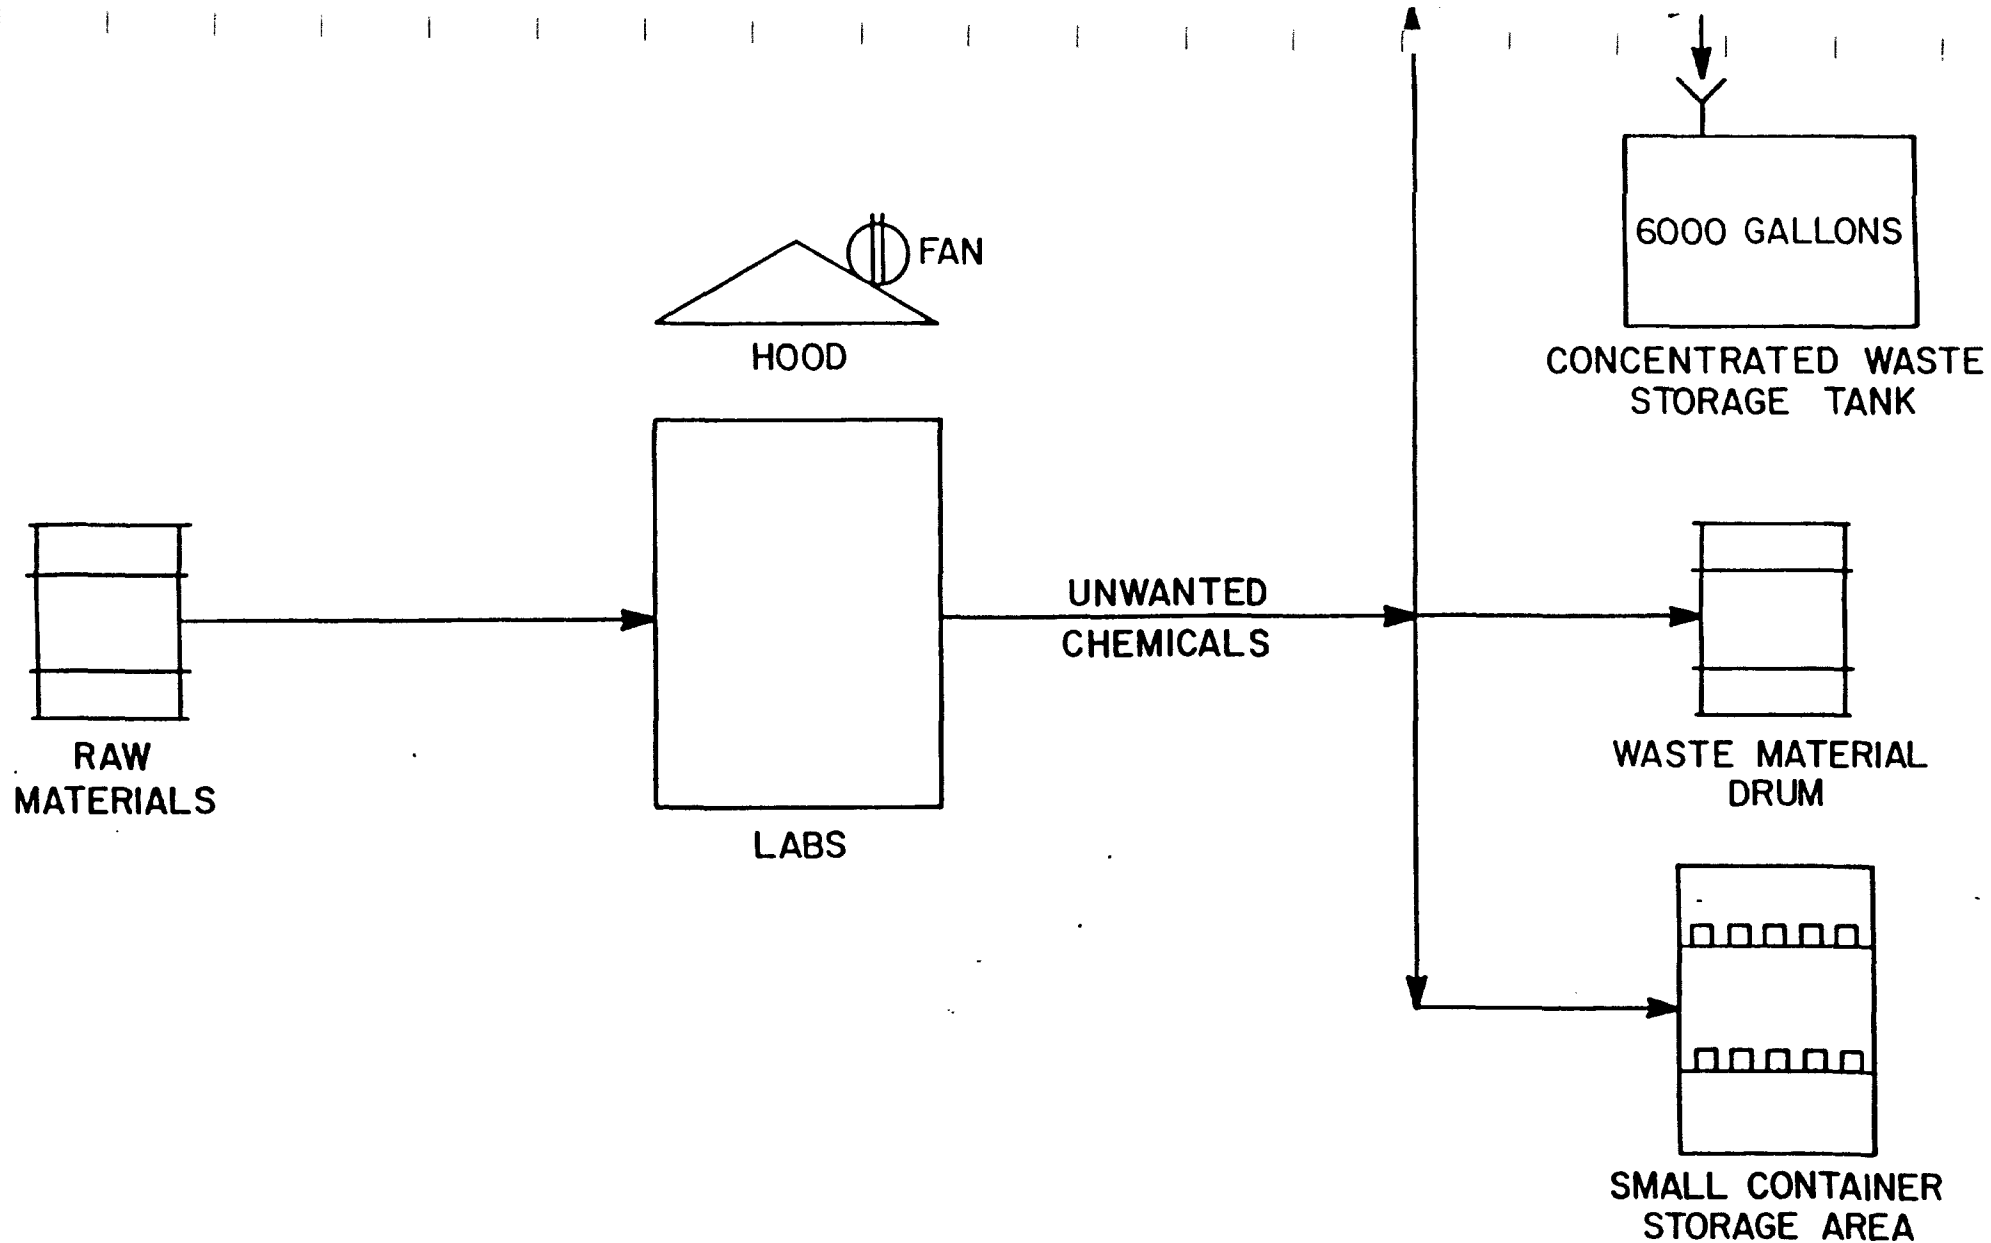 FAN
HOOD
6000 GALLONS
CONCENTRATED WASTE
STORAGE TANK
UNWANTED
CHEMICALS
RAW
MATERIALS
LABS
WASTE MATERIAL
DRUM
SMALL CONTAINER
STORAGE AREA